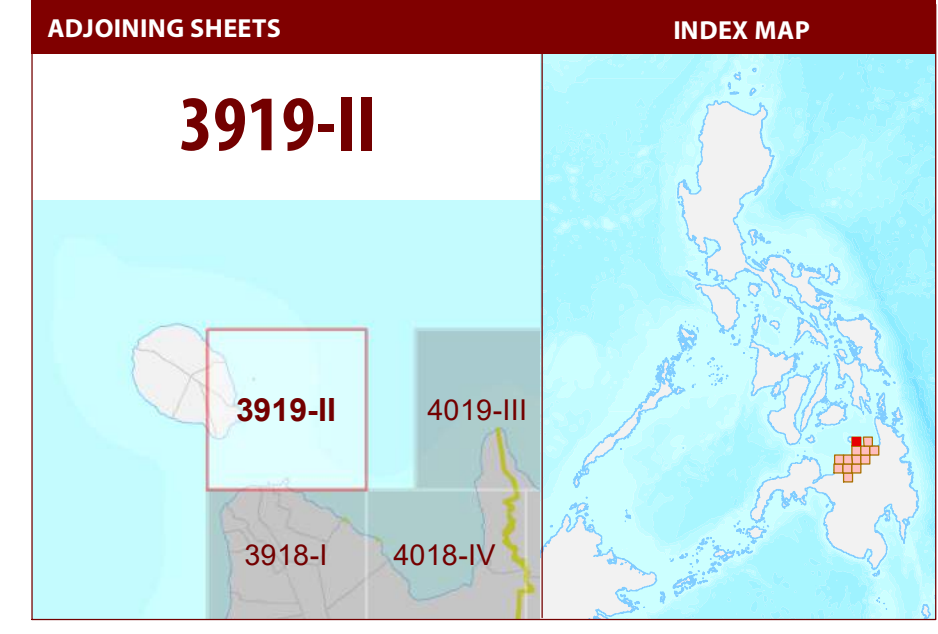 ADJOINING SHEETS
INDEX MAP
3919-II
3919-II
4019-III
3918-I
4018-IV